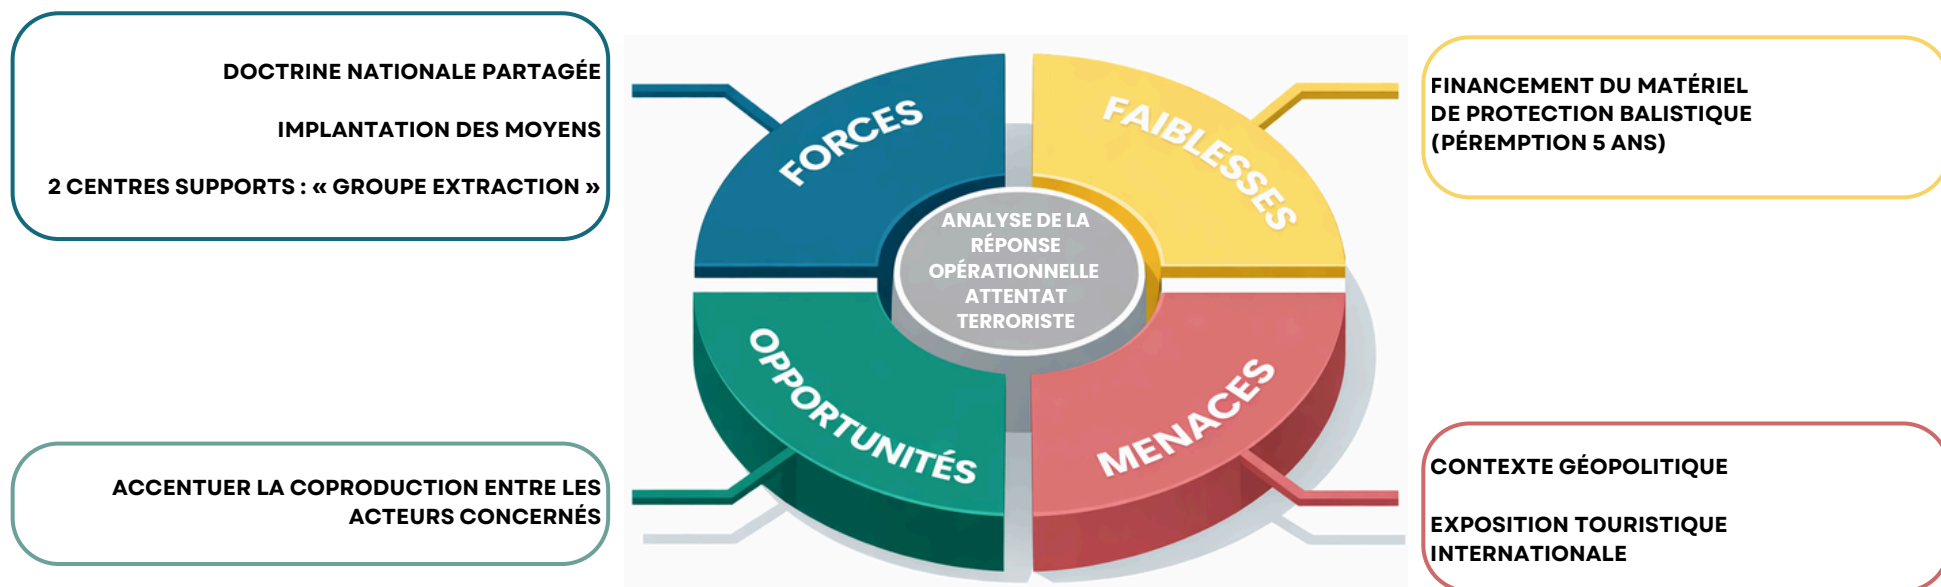 DOCTRINE NATIONALE PARTAGÉE
IMPLANTATION DES MOYENS
2 CENTRES SUPPORTS : « GROUPE EXTRACTION »
FORCES
FAIBLESSES
FINANCEMENT DU MATÉRIEL
DE PROTECTION BALISTIQUE
(PÉREMPTION 5 ANS)
ANALYSE DE LA
RÉPONSE
OPÉRATIONNELLE
ATTENTAT
TERRORISTE
OPPORTUNITÉS
MENACES
ACCENTUER LA COPRODUCTION ENTRE LES
ACTEURS CONCERNÉS
CONTEXTE GÉOPOLITIQUE
EXPOSITION TOURISTIQUE
INTERNATIONALE